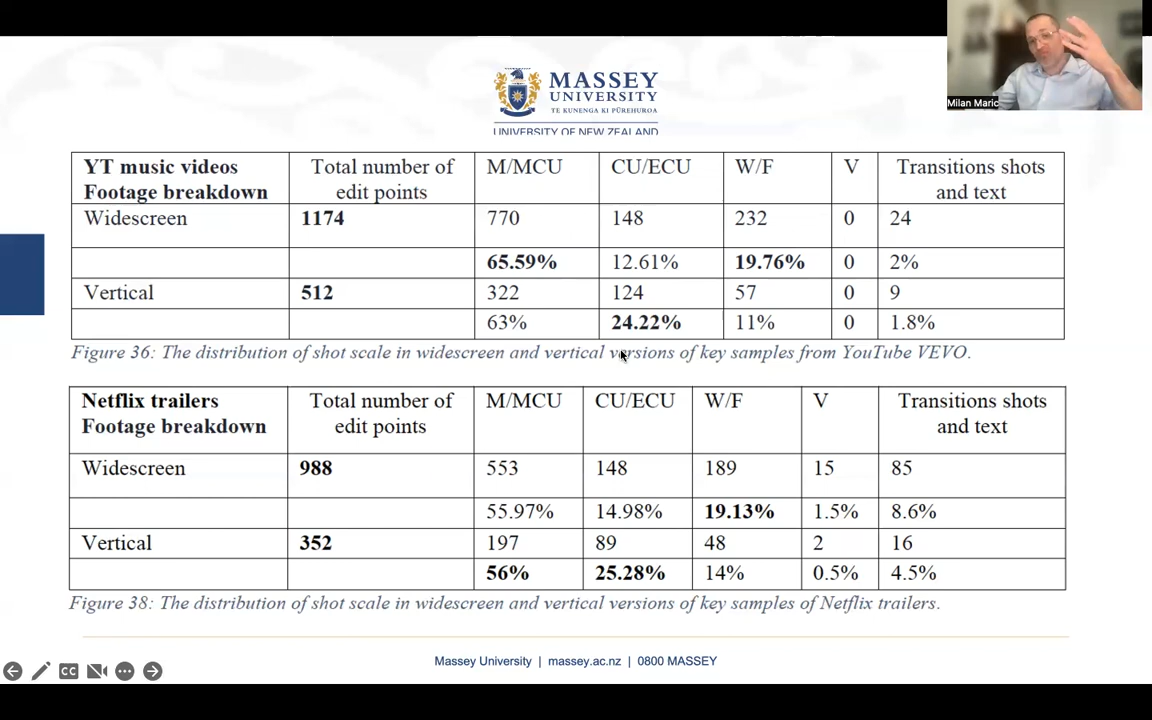 MASSEY
UNIVERSITY
TE KUNENGA KI PŪREHUROA
UNIVERSITY OF NEW ZEALAND
Milan Maric
YT music videos Footage breakdown | Total number of edit points | M/MCU | CU/ECU | W/F | V | Transitions shots and text
Widescreen | 1174 | 770 | 148 | 232 | 0 | 24
65.59% | 12.61% | 19.76% | 0 | 2%
Vertical | 512 | 322 | 124 | 57 | 0 | 9
63% | 24.22% | 11% | 0 | 1.8%
Figure 36: The distribution of shot scale in widescreen and vertical versions of key samples from YouTube VEVO.
Netflix trailers Footage breakdown | Total number of edit points | M/MCU | CU/ECU | W/F | V | Transitions shots and text
Widescreen | 988 | 553 | 148 | 189 | 15 | 85
55.97% | 14.98% | 19.13% | 1.5% | 8.6%
Vertical | 352 | 197 | 89 | 48 | 2 | 16
56% | 25.28% | 14% | 0.5% | 4.5%
Figure 38: The distribution of shot scale in widescreen and vertical versions of key samples of Netflix trailers.
CC
Massey University | massey.ac.nz | 0800 MASSEY